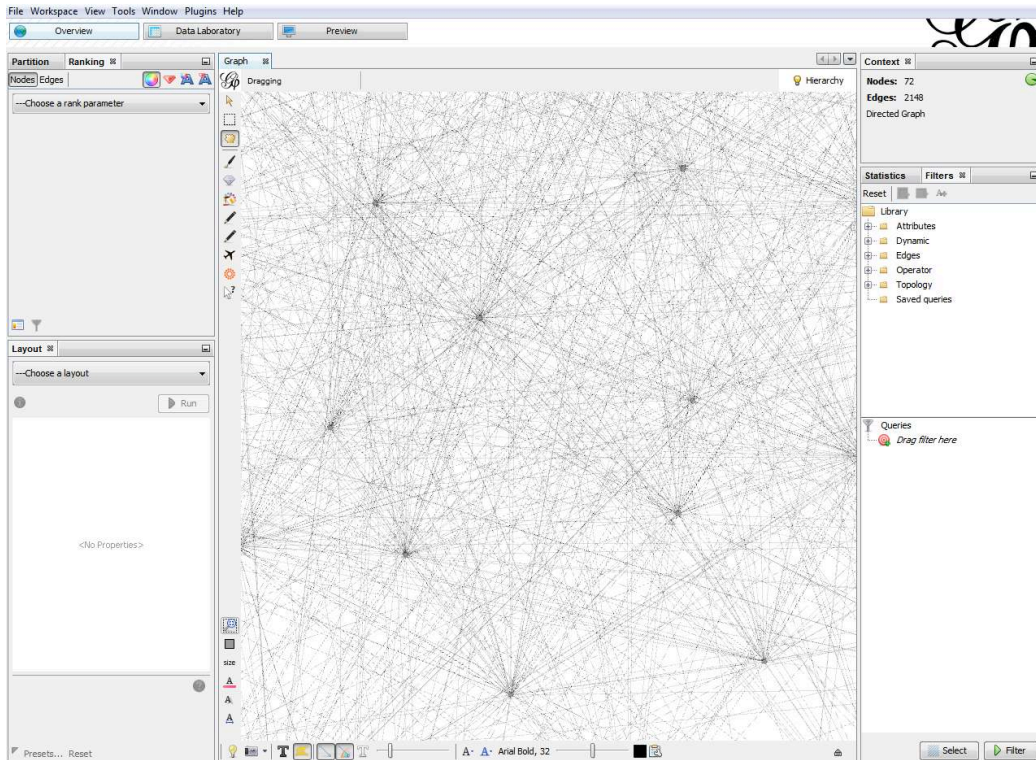 File Workspace View Tools Window Plugins Help
Overview Data Laboratory Preview
Partition Ranking
Nodes Edges
---Choose a rank parameter
Layout
---Choose a layout
Run
<No Properties>
Presets... Reset
Graph
Dragging
Hierarchy
size
A
A
A
T T A- A- Arial Bold, 32
Context
Nodes: 72
Edges: 2148
Directed Graph
Statistics Filters
Reset
Library
Attributes
Dynamic
Edges
Operator
Topology
Saved queries
Queries
Drag filter here
Select Filter